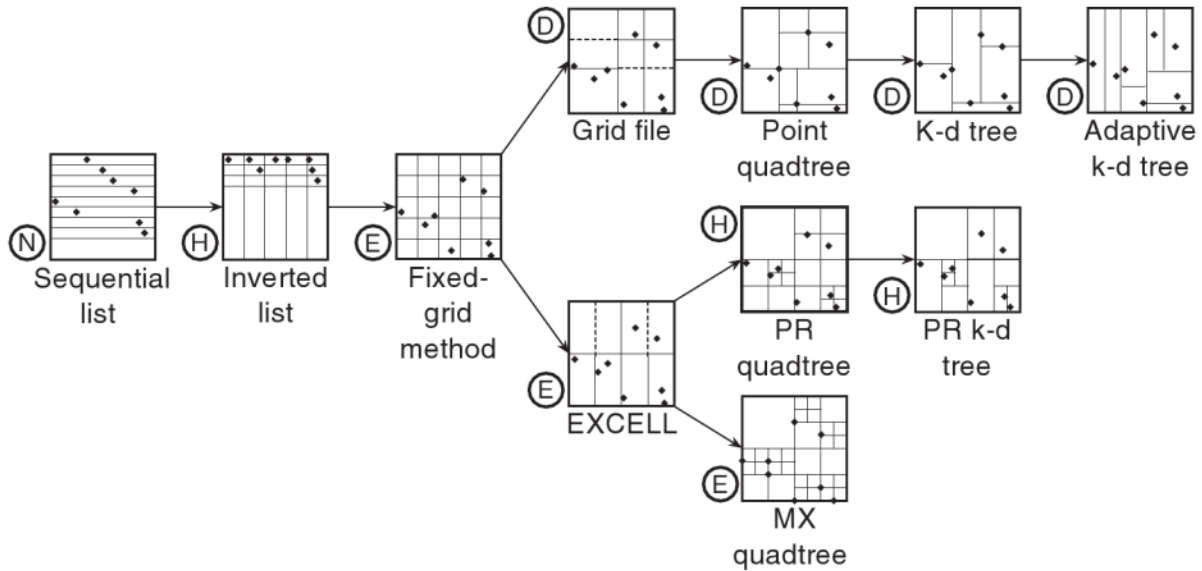 D
Grid file
D
Point
quadtree
D
K-d tree
D
Adaptive
k-d tree
N
Sequential
list
H
Inverted
list
E
Fixed-
grid
method
H
PR
quadtree
H
PR k-d
tree
E
EXCELL
E
MX
quadtree